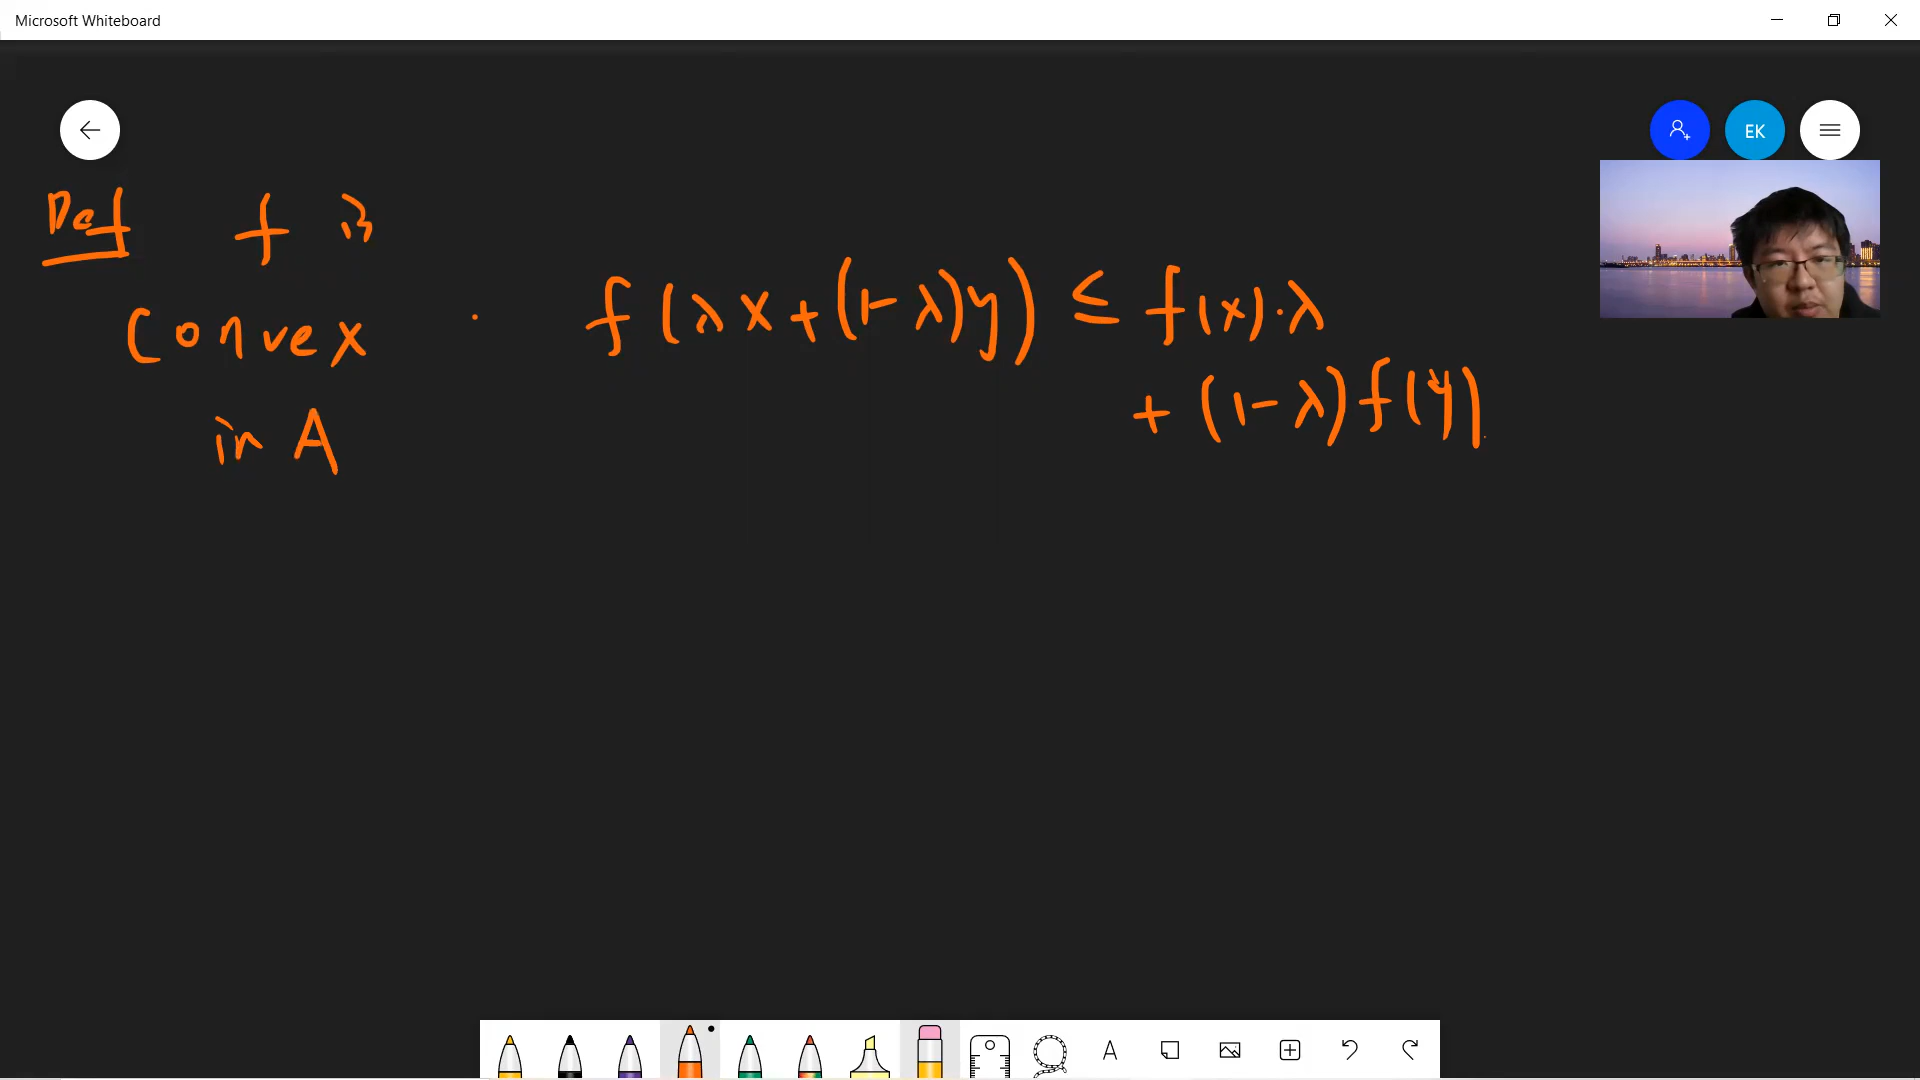 Microsoft Whiteboard
EK
Def f is
convex
in A
f(λx+(1-λ)y) ≤ f(x)·λ
+ (1-λ)f(y)
A